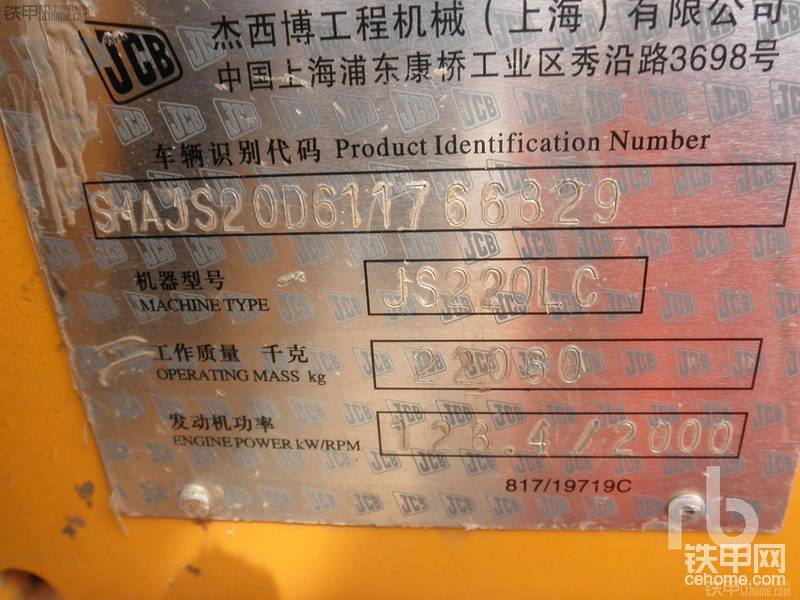 JCB
杰西博工程机械（上海）有限公司
中国上海浦东康桥工业区秀沿路3698号
车辆识别代码 Product Identification Number
SHAJS20D611766829
机器型号
MACHINE TYPE
JS220LC
工作质量 千克
OPERATING MASS kg
22060
发动机功率
ENGINE POWER kW/RPM
128.4/2000
817/19719C
rb
铁甲网
cehome.com